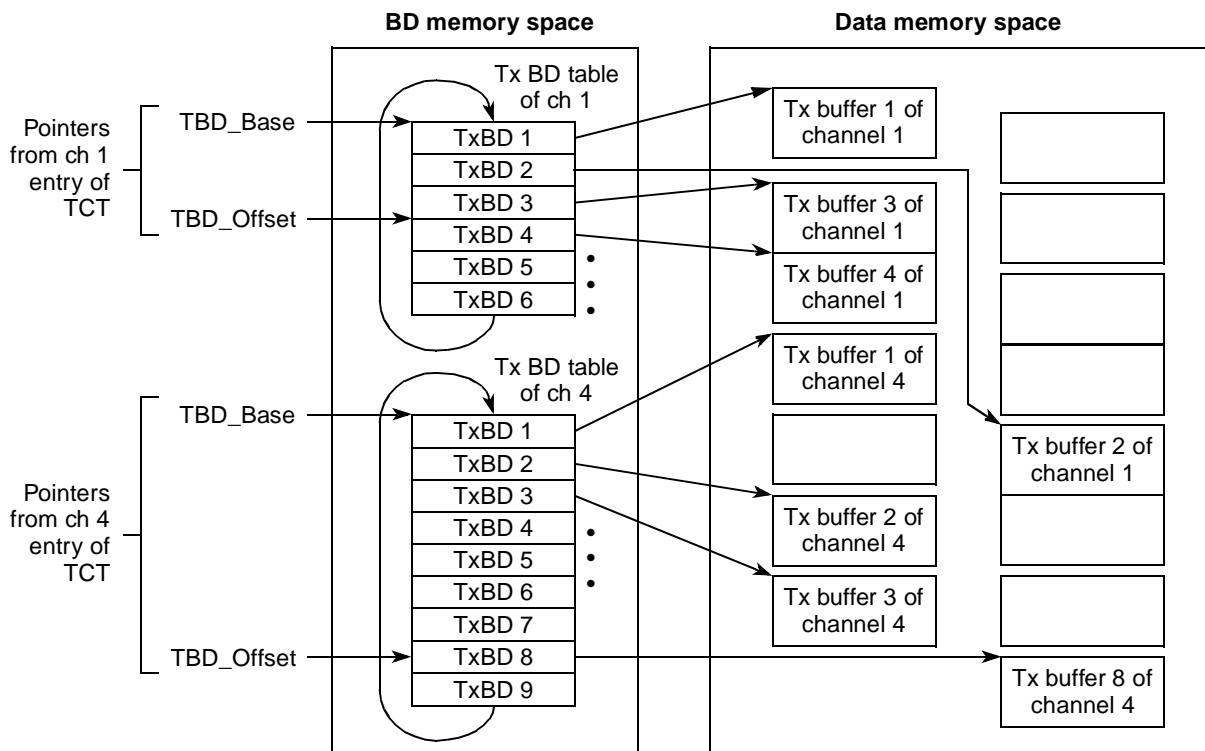 BD memory space
Data memory space
Pointers
from ch 1
entry of
TCT
TBD_Base
TBD_Offset
Tx BD table
of ch 1
TxBD 1
TxBD 2
TxBD 3
TxBD 4
TxBD 5
TxBD 6
Pointers
from ch 4
entry of
TCT
TBD_Base
TBD_Offset
Tx BD table
of ch 4
TxBD 1
TxBD 2
TxBD 3
TxBD 4
TxBD 5
TxBD 6
TxBD 7
TxBD 8
TxBD 9
Tx buffer 1 of
channel 1
Tx buffer 3 of
channel 1
Tx buffer 4 of
channel 1
Tx buffer 1 of
channel 4
Tx buffer 2 of
channel 4
Tx buffer 3 of
channel 4
Tx buffer 2 of
channel 1
Tx buffer 8 of
channel 4